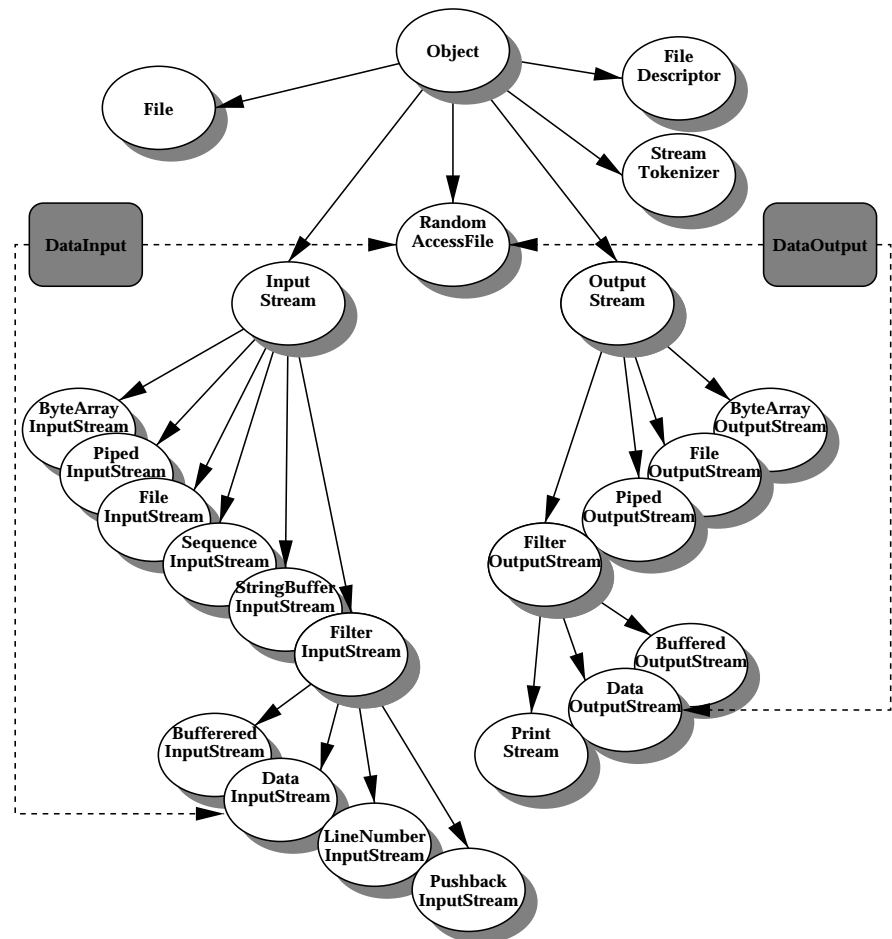 Object
File
Descriptor
File
Stream
Tokenizer
DataInput
Random
AccessFile
DataOutput
Input
Stream
Output
Stream
ByteArray
InputStream
Piped
InputStream
File
InputStream
Sequence
InputStream
StringBuffer
InputStream
Filter
InputStream
ByteArray
OutputStream
File
OutputStream
Piped
OutputStream
Filter
OutputStream
Buffered
OutputStream
Data
OutputStream
Print
Stream
Bufferered
InputStream
Data
InputStream
LineNumber
InputStream
Pushback
InputStream